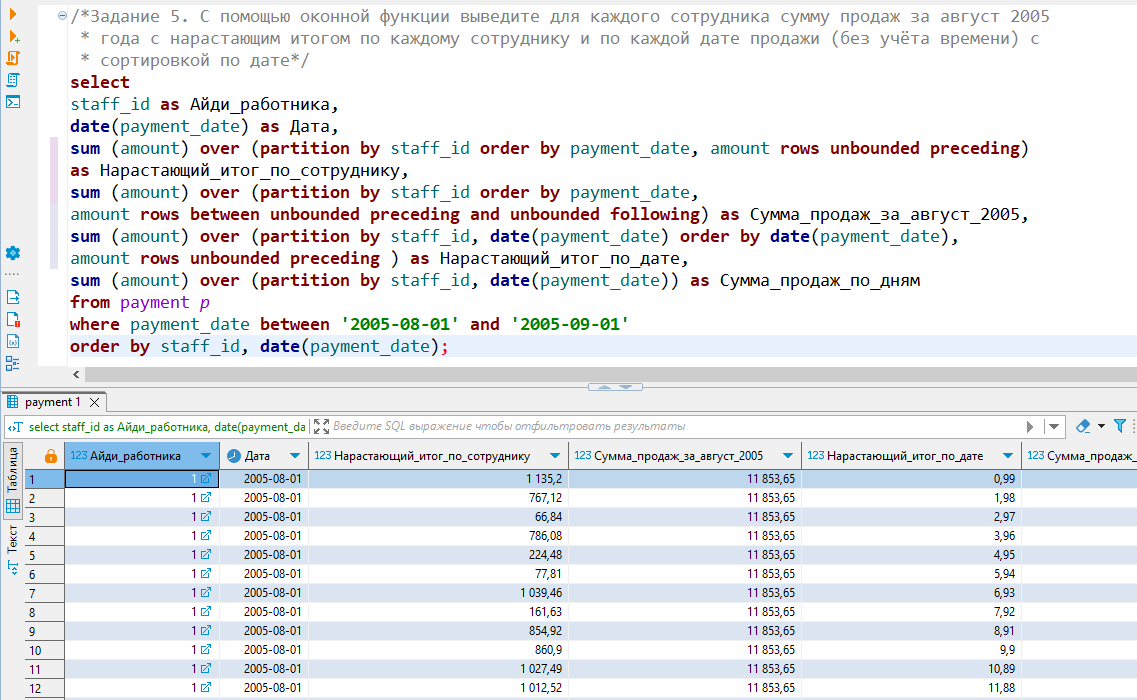 /*Задание 5. С помощью оконной функции выведите для каждого сотрудника сумму продаж за август 2005
* года с нарастающим итогом по каждому сотруднику и по каждой дате продажи (без учёта времени) с
* сортировкой по дате*/
select
staff_id as Айди_работника,
date(payment_date) as Дата,
sum (amount) over (partition by staff_id order by payment_date, amount rows unbounded preceding)
as Нарастающий_итог_по_сотруднику,
sum (amount) over (partition by staff_id order by payment_date,
amount rows between unbounded preceding and unbounded following) as Сумма_продаж_за_август_2005,
sum (amount) over (partition by staff_id, date(payment_date) order by date(payment_date),
amount rows unbounded preceding ) as Нарастающий_итог_по_дате,
sum (amount) over (partition by staff_id, date(payment_date)) as Сумма_продаж_по_дням
from payment p
where payment_date between '2005-08-01' and '2005-09-01'
order by staff_id, date(payment_date);
payment 1
select staff_id as Айди_работника, date(payment_da Введите SQL выражение чтобы отфильтровать результаты
Таблица
Текст
123 Айди_работника Дата 123 Нарастающий_итог_по_сотруднику 123 Сумма_продаж_за_август_2005 123 Нарастающий_итог_по_дате 123 Сумма_продаж_
1 1 2005-08-01 1 135,2 11 853,65 0,99
2 1 2005-08-01 767,12 11 853,65 1,98
3 1 2005-08-01 66,84 11 853,65 2,97
4 1 2005-08-01 786,08 11 853,65 3,96
5 1 2005-08-01 224,48 11 853,65 4,95
6 1 2005-08-01 77,81 11 853,65 5,94
7 1 2005-08-01 1 039,46 11 853,65 6,93
8 1 2005-08-01 161,63 11 853,65 7,92
9 1 2005-08-01 854,92 11 853,65 8,91
10 1 2005-08-01 860,9 11 853,65 9,9
11 1 2005-08-01 1 027,49 11 853,65 10,89
12 1 2005-08-01 1 012,52 11 853,65 11,88